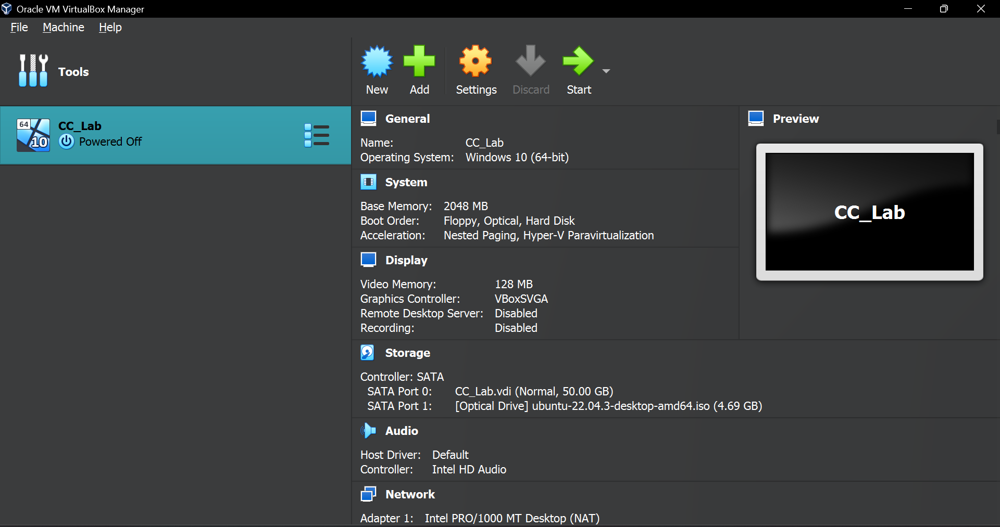 Oracle VM VirtualBox Manager
File Machine Help
Tools
New Add Settings Discard Start
64
10
CC_Lab
Powered Off
General
Name: CC_Lab
Operating System: Windows 10 (64-bit)
System
Base Memory: 2048 MB
Boot Order: Floppy, Optical, Hard Disk
Acceleration: Nested Paging, Hyper-V Paravirtualization
Display
Video Memory: 128 MB
Graphics Controller: VBoxSVGA
Remote Desktop Server: Disabled
Recording: Disabled
Preview
CC_Lab
Storage
Controller: SATA
SATA Port 0: CC_Lab.vdi (Normal, 50.00 GB)
SATA Port 1: [Optical Drive] ubuntu-22.04.3-desktop-amd64.iso (4.69 GB)
Audio
Host Driver: Default
Controller: Intel HD Audio
Network
Adapter 1: Intel PRO/1000 MT Desktop (NAT)